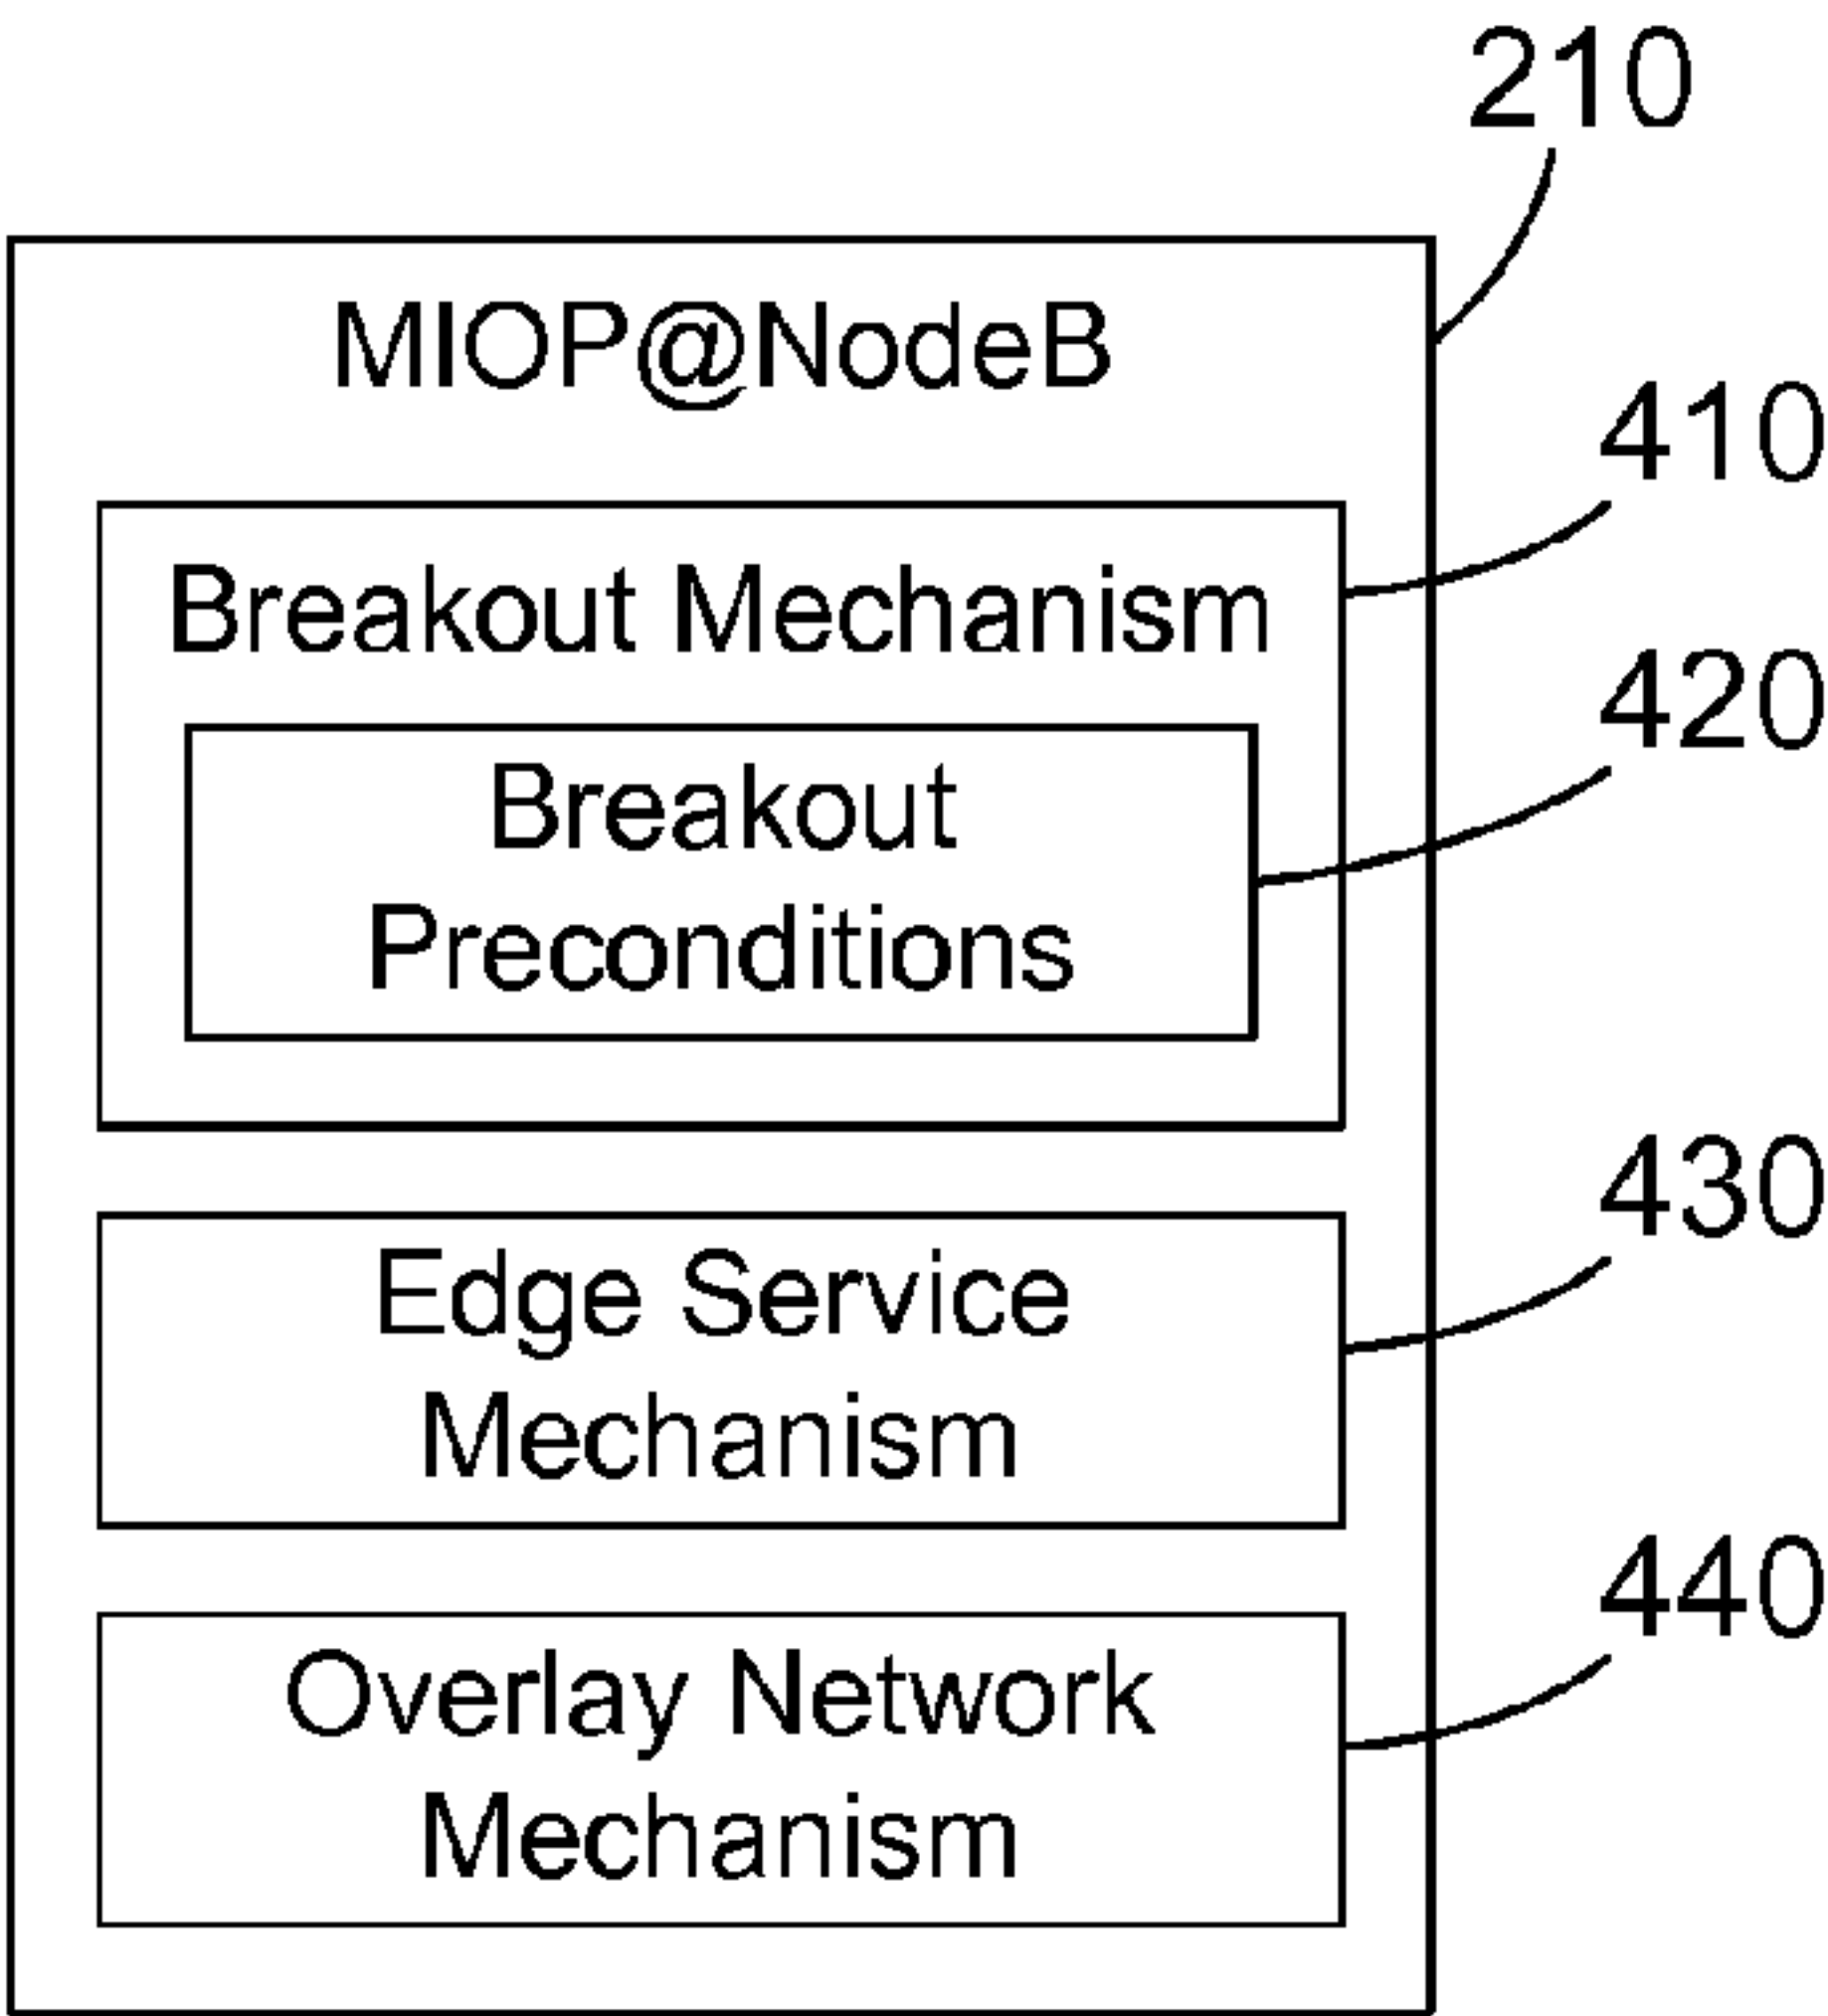 210
MIOP@NodeB
410
Breakout Mechanism
420
Breakout
Preconditions
430
Edge Service
Mechanism
440
Overlay Network
Mechanism